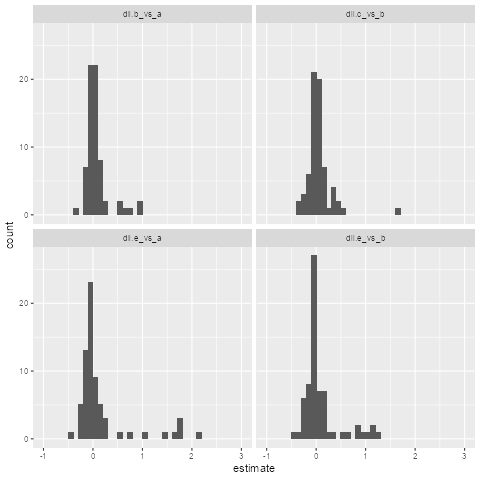 dil.b_vs_a
dil.c_vs_b
20
10
0
dil.e_vs_a
dil.e_vs_b
20
10
0
-1 0 1 2 3
-1 0 1 2 3
count
estimate